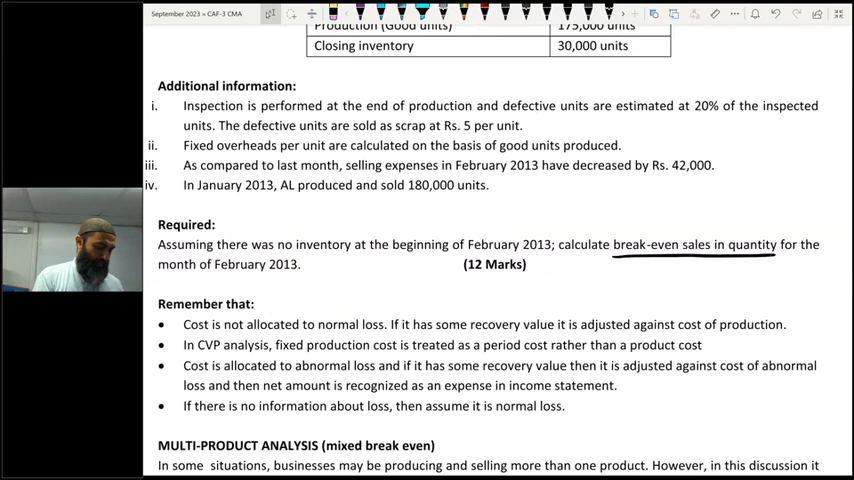 September 2023 » CAF-3 CMA
Production (Good units) 175,000 units
Closing inventory 30,000 units
Additional information:
i. Inspection is performed at the end of production and defective units are estimated at 20% of the inspected
units. The defective units are sold as scrap at Rs. 5 per unit.
ii. Fixed overheads per unit are calculated on the basis of good units produced.
iii. As compared to last month, selling expenses in February 2013 have decreased by Rs. 42,000.
iv. In January 2013, AL produced and sold 180,000 units.
Required:
Assuming there was no inventory at the beginning of February 2013; calculate break-even sales in quantity for the
month of February 2013. (12 Marks)
Remember that:
• Cost is not allocated to normal loss. If it has some recovery value it is adjusted against cost of production.
• In CVP analysis, fixed production cost is treated as a period cost rather than a product cost
• Cost is allocated to abnormal loss and if it has some recovery value then it is adjusted against cost of abnormal
loss and then net amount is recognized as an expense in income statement.
• If there is no information about loss, then assume it is normal loss.
MULTI-PRODUCT ANALYSIS (mixed break even)
In some situations, businesses may be producing and selling more than one product. However, in this discussion it